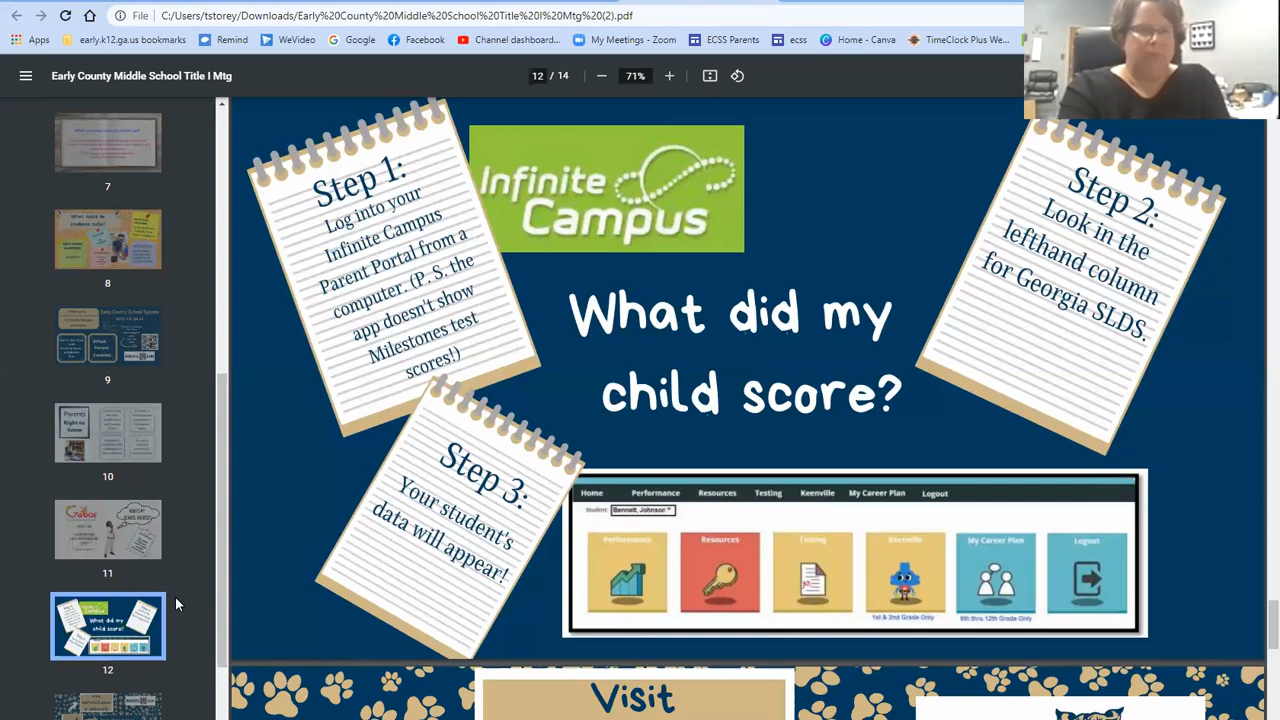 File C:/Users/tstorey/Downloads/Early%20County%20Middle%20School%20Title%20I%20Mtg%20(2).pdf
Apps early.k12.ga.us bookmarks Remind WeVideo Google Facebook Channel dashboard... My Meetings - Zoom ECSS Parents ecss Home - Canva TimeClock Plus We...
Early County Middle School Title I Mtg 12 / 14 71%
7
8
9
10
11
12
Step 1:
Log into your
Infinite Campus
Parent Portal from a
computer. (P. S. the
app doesn't show
Milestones test
scores!)
Infinite
Campus
Step 2:
Look in the
lefthand column
for Georgia SLDS.
What did my
child score?
Step 3:
Your student's
data will appear!
Home Performance Resources Testing Keenville My Career Plan Logout
Student: Bennett, Johnson
Performance Resources Testing Keenville My Career Plan Logout
1st & 2nd Grade Only 6th thru 12th Grade Only
Visit